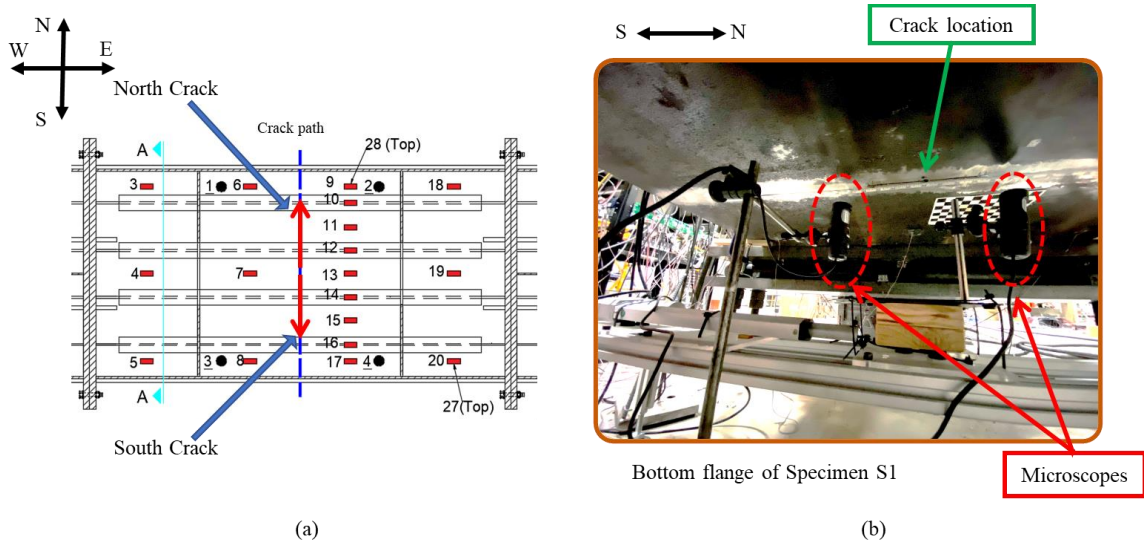 N
W E
S
North Crack
Crack path
A 28 (Top)
3 1 6 9 2 18
10
11
12
4 7 13 19
14
15
16
5 3 8 17 4 20
A 27(Top)
South Crack
(a)
S N
Crack location
Bottom flange of Specimen S1
Microscopes
(b)